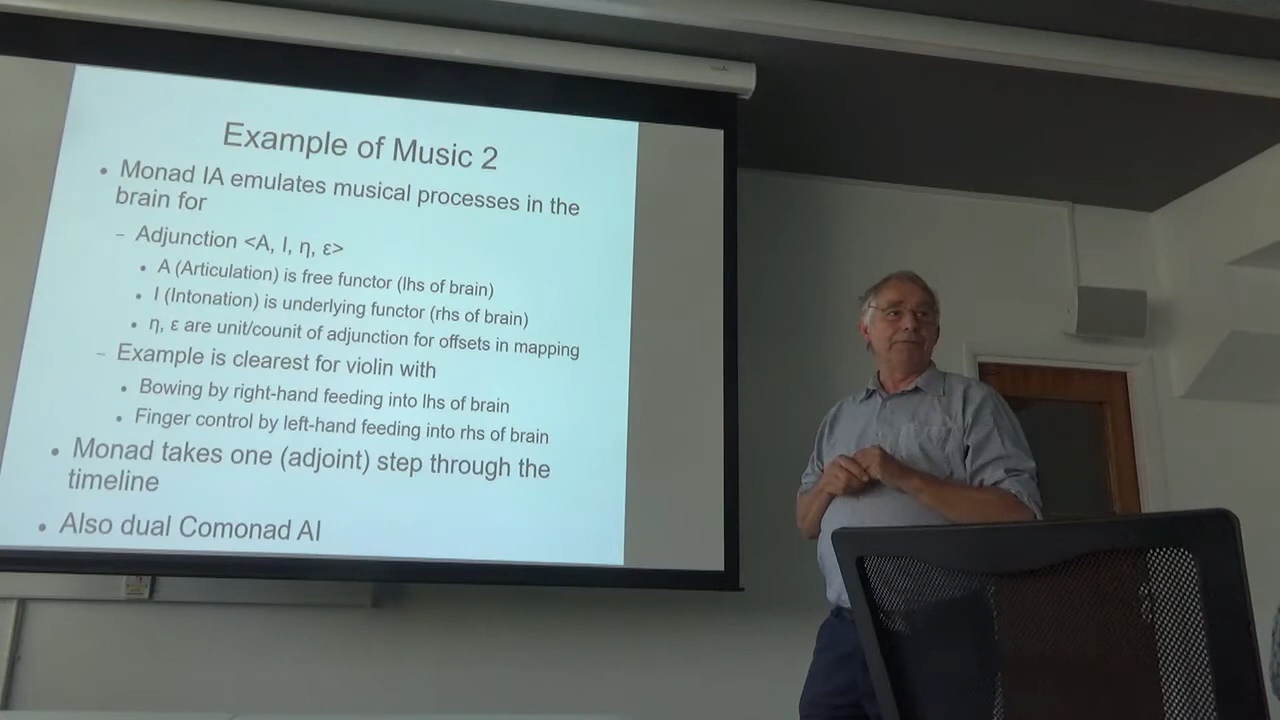 Example of Music 2
• Monad IA emulates musical processes in the
brain for
– Adjunction <A, I, η, ε>
• A (Articulation) is free functor (lhs of brain)
• I (Intonation) is underlying functor (rhs of brain)
• η, ε are unit/counit of adjunction for offsets in mapping
– Example is clearest for violin with
• Bowing by right-hand feeding into lhs of brain
• Finger control by left-hand feeding into rhs of brain
• Monad takes one (adjoint) step through the
timeline
• Also dual Comonad AI